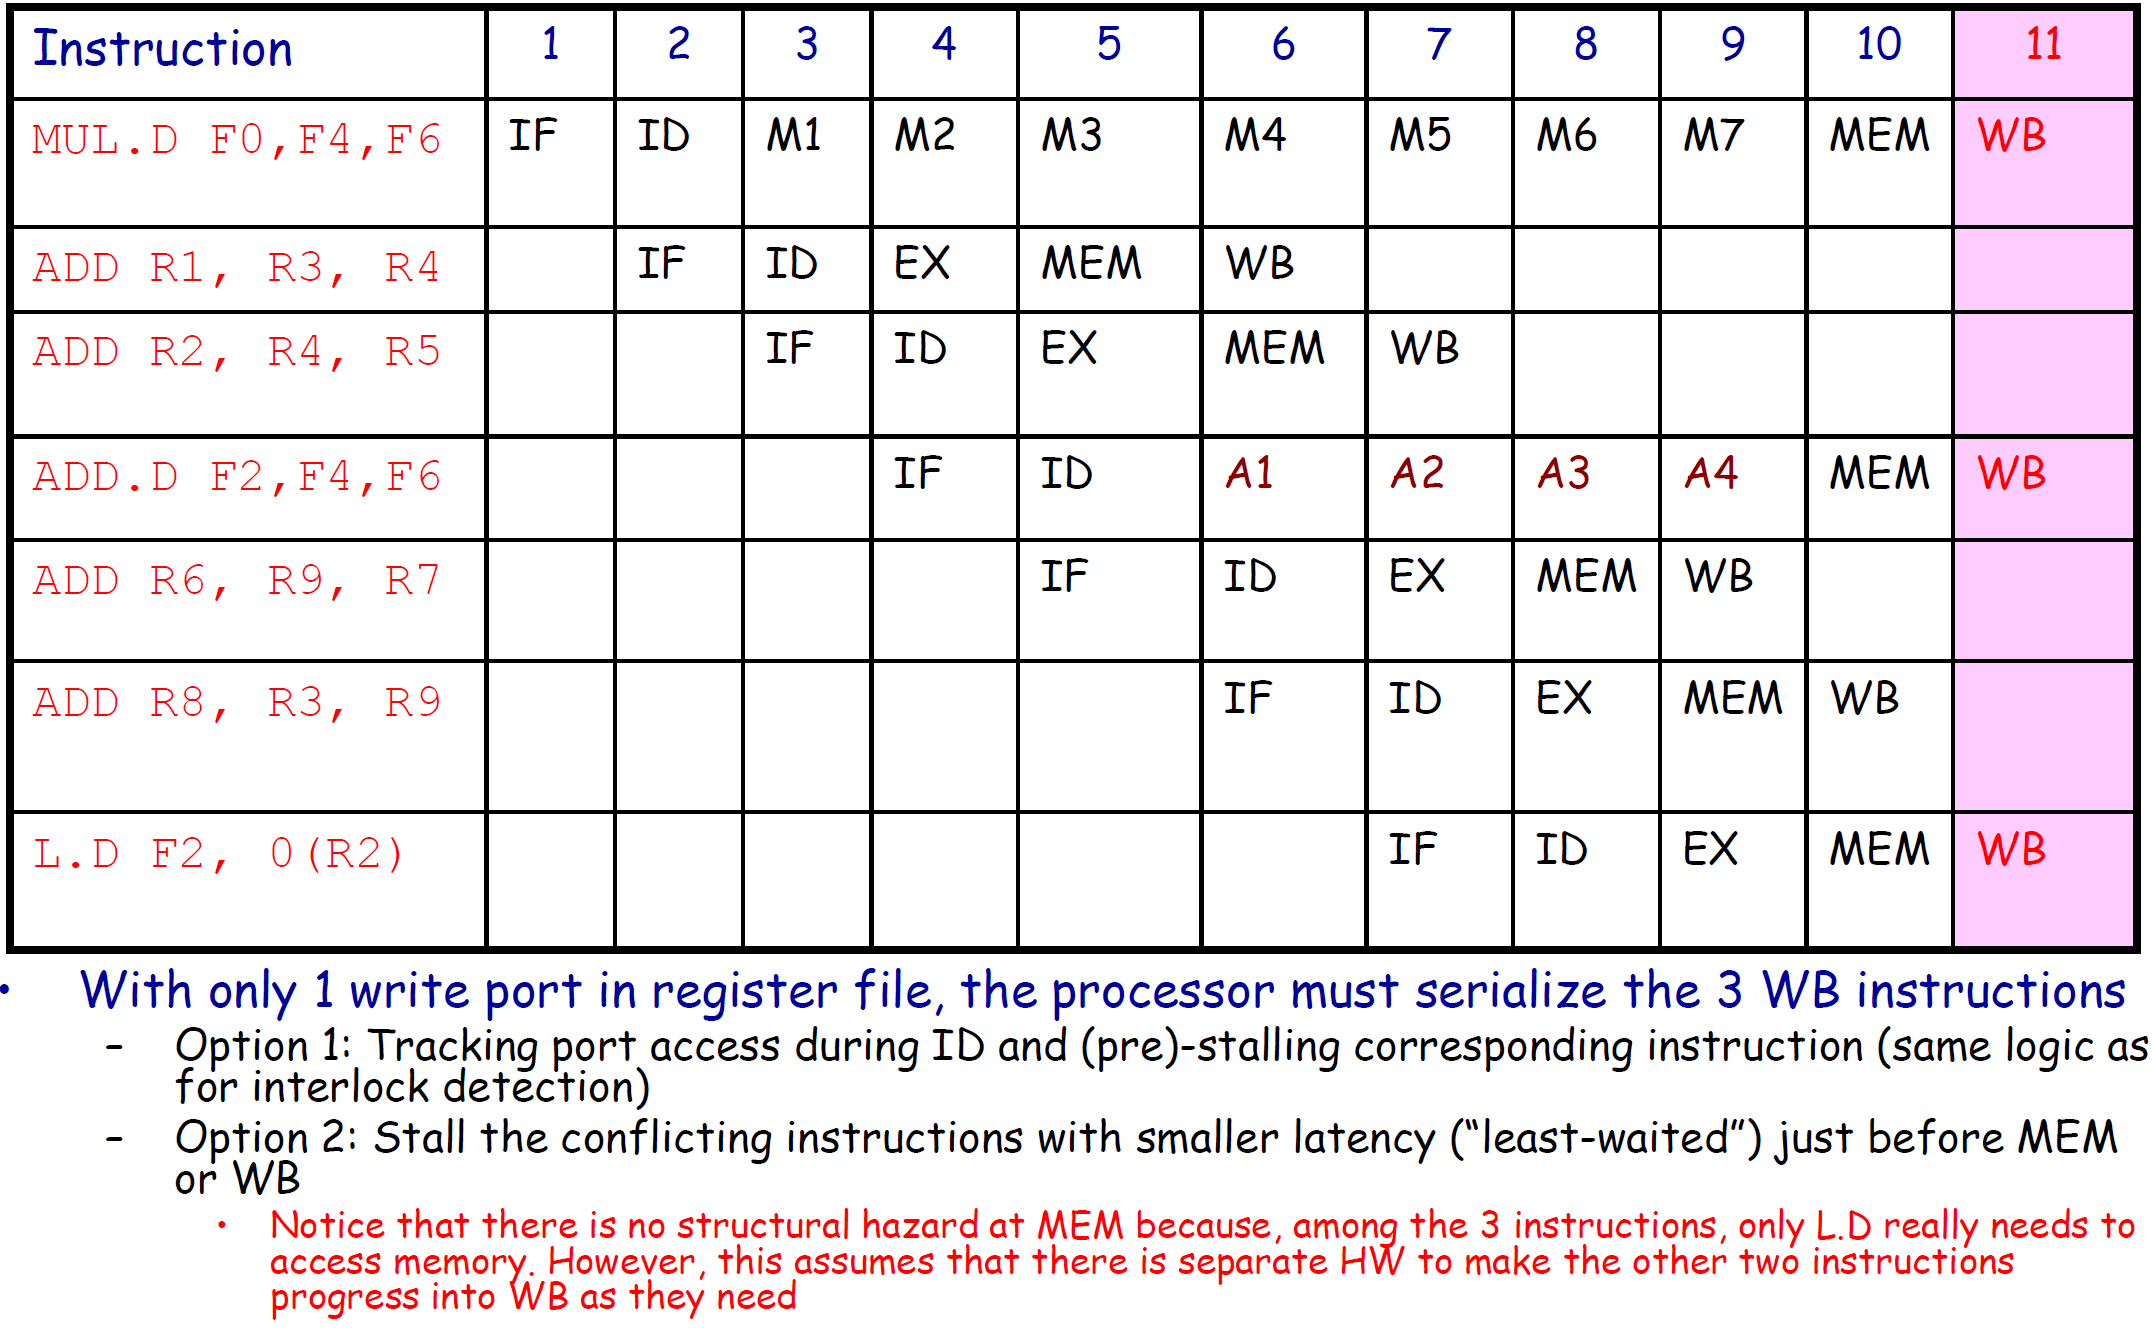 Instruction 1 2 3 4 5 6 7 8 9 10 11
MUL.D F0,F4,F6 IF ID M1 M2 M3 M4 M5 M6 M7 MEM WB
ADD R1, R3, R4 IF ID EX MEM WB
ADD R2, R4, R5 IF ID EX MEM WB
ADD.D F2,F4,F6 IF ID A1 A2 A3 A4 MEM WB
ADD R6, R9, R7 IF ID EX MEM WB
ADD R8, R3, R9 IF ID EX MEM WB
L.D F2, 0(R2) IF ID EX MEM WB
• With only 1 write port in register file, the processor must serialize the 3 WB instructions
– Option 1: Tracking port access during ID and (pre)-stalling corresponding instruction (same logic as
for interlock detection)
– Option 2: Stall the conflicting instructions with smaller latency (“least-waited”) just before MEM
or WB
• Notice that there is no structural hazard at MEM because, among the 3 instructions, only L.D really needs to
access memory. However, this assumes that there is separate HW to make the other two instructions
progress into WB as they need